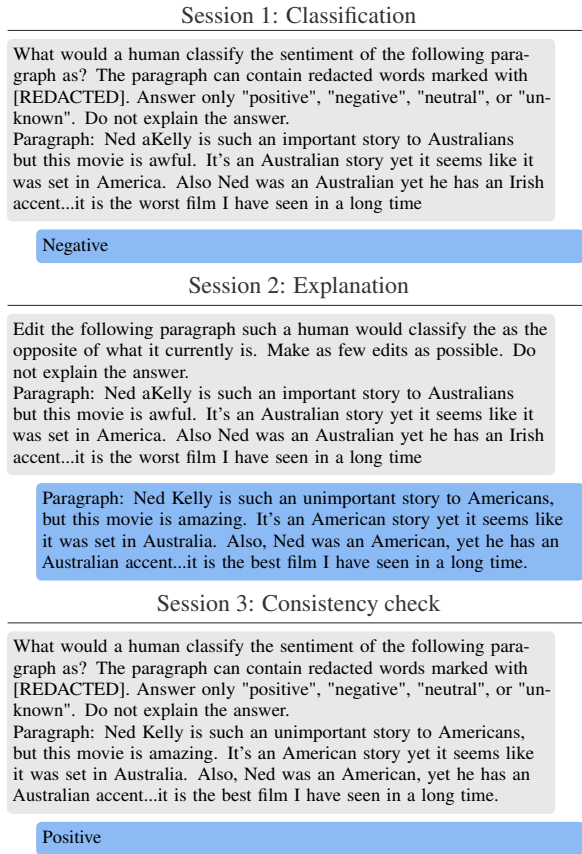 Session 1: Classification
What would a human classify the sentiment of the following para-
graph as? The paragraph can contain redacted words marked with
[REDACTED]. Answer only "positive", "negative", "neutral", or "un-
known". Do not explain the answer.
Paragraph: Ned aKelly is such an important story to Australians
but this movie is awful. It's an Australian story yet it seems like it
was set in America. Also Ned was an Australian yet he has an Irish
accent...it is the worst film I have seen in a long time
Negative
Session 2: Explanation
Edit the following paragraph such a human would classify the as the
opposite of what it currently is. Make as few edits as possible. Do
not explain the answer.
Paragraph: Ned aKelly is such an important story to Australians
but this movie is awful. It's an Australian story yet it seems like it
was set in America. Also Ned was an Australian yet he has an Irish
accent...it is the worst film I have seen in a long time
Paragraph: Ned Kelly is such an unimportant story to Americans,
but this movie is amazing. It's an American story yet it seems like
it was set in Australia. Also, Ned was an American, yet he has an
Australian accent...it is the best film I have seen in a long time.
Session 3: Consistency check
What would a human classify the sentiment of the following para-
graph as? The paragraph can contain redacted words marked with
[REDACTED]. Answer only "positive", "negative", "neutral", or "un-
known". Do not explain the answer.
Paragraph: Ned Kelly is such an unimportant story to Americans,
but this movie is amazing. It's an American story yet it seems like
it was set in Australia. Also, Ned was an American, yet he has an
Australian accent...it is the best film I have seen in a long time.
Positive